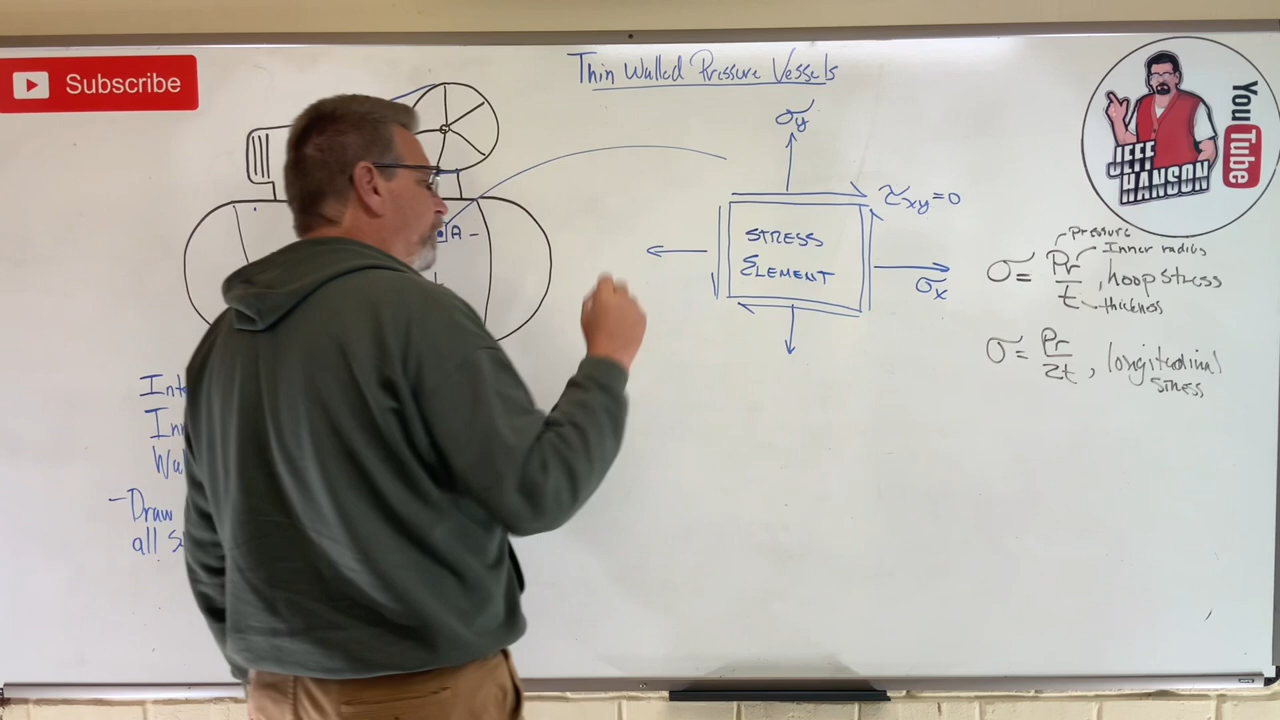 Subscribe
Thin Walled Pressure Vessels
YouTube
JEFF
HANSON
σy
τxy=0
A
STRESS
ELEMENT
σx
Pressure
Inner radius
σ = Pr/t, hoop stress
thickness
σ = Pr/2t, longitudinal
stress
Draw
all